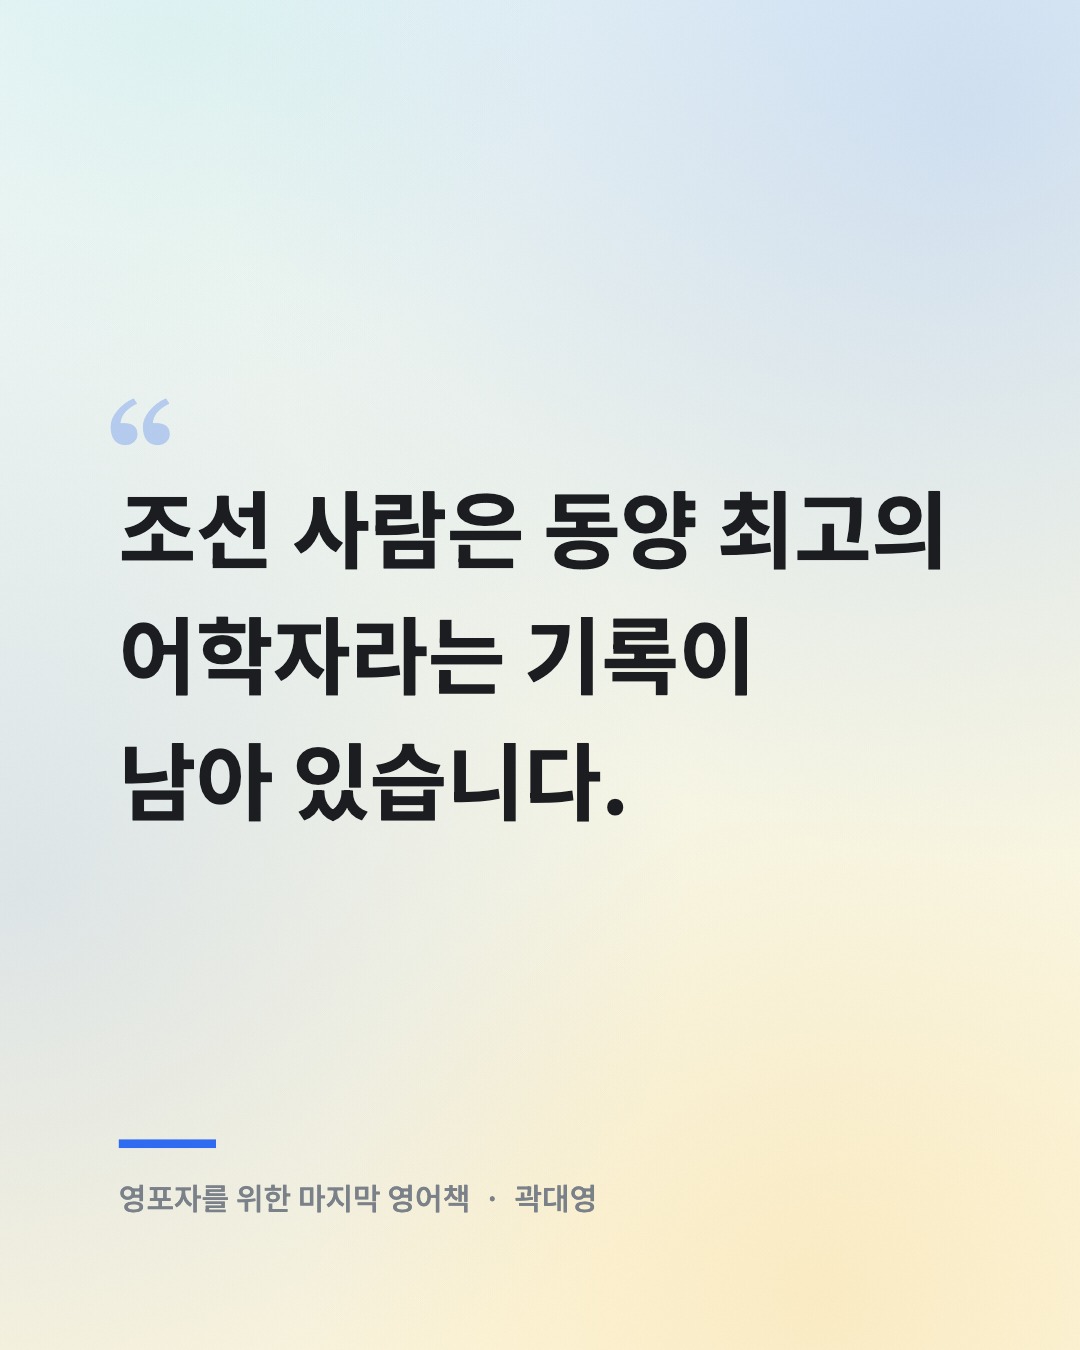 “
조선 사람은 동양 최고의
어학자라는 기록이
남아 있습니다.
영포자를 위한 마지막 영어책 · 곽대영